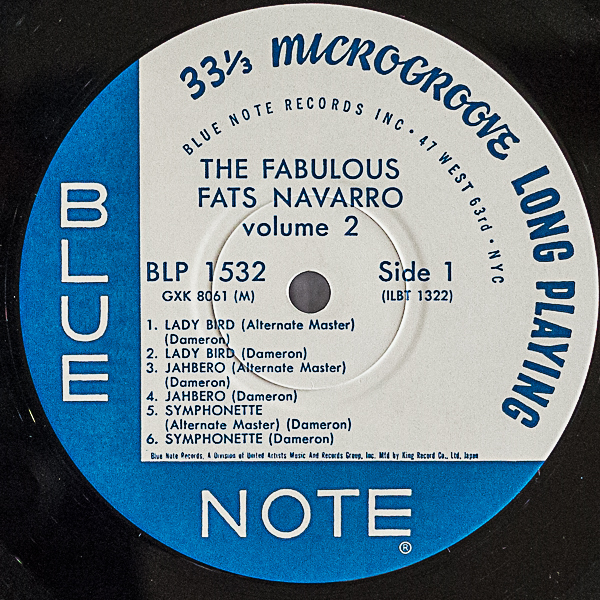 33⅓ MICROGROOVE LONG PLAYING
BLUE NOTE RECORDS INC • 47 WEST 63rd • NYC
THE FABULOUS
FATS NAVARRO
volume 2
BLP 1532 Side 1
GXK 8061 (M) (ILBT 1322)
1. LADY BIRD (Alternate Master)
(Dameron)
2. LADY BIRD (Dameron)
3. JAHBERO (Alternate Master)
(Dameron)
4. JAHBERO (Dameron)
5. SYMPHONETTE
(Alternate Master) (Dameron)
6. SYMPHONETTE (Dameron)
Blue Note Records, A Division of United Artists Music And Records Group, Inc. Mfd by King Record Co., Ltd, Japan
BLUE
NOTE
®